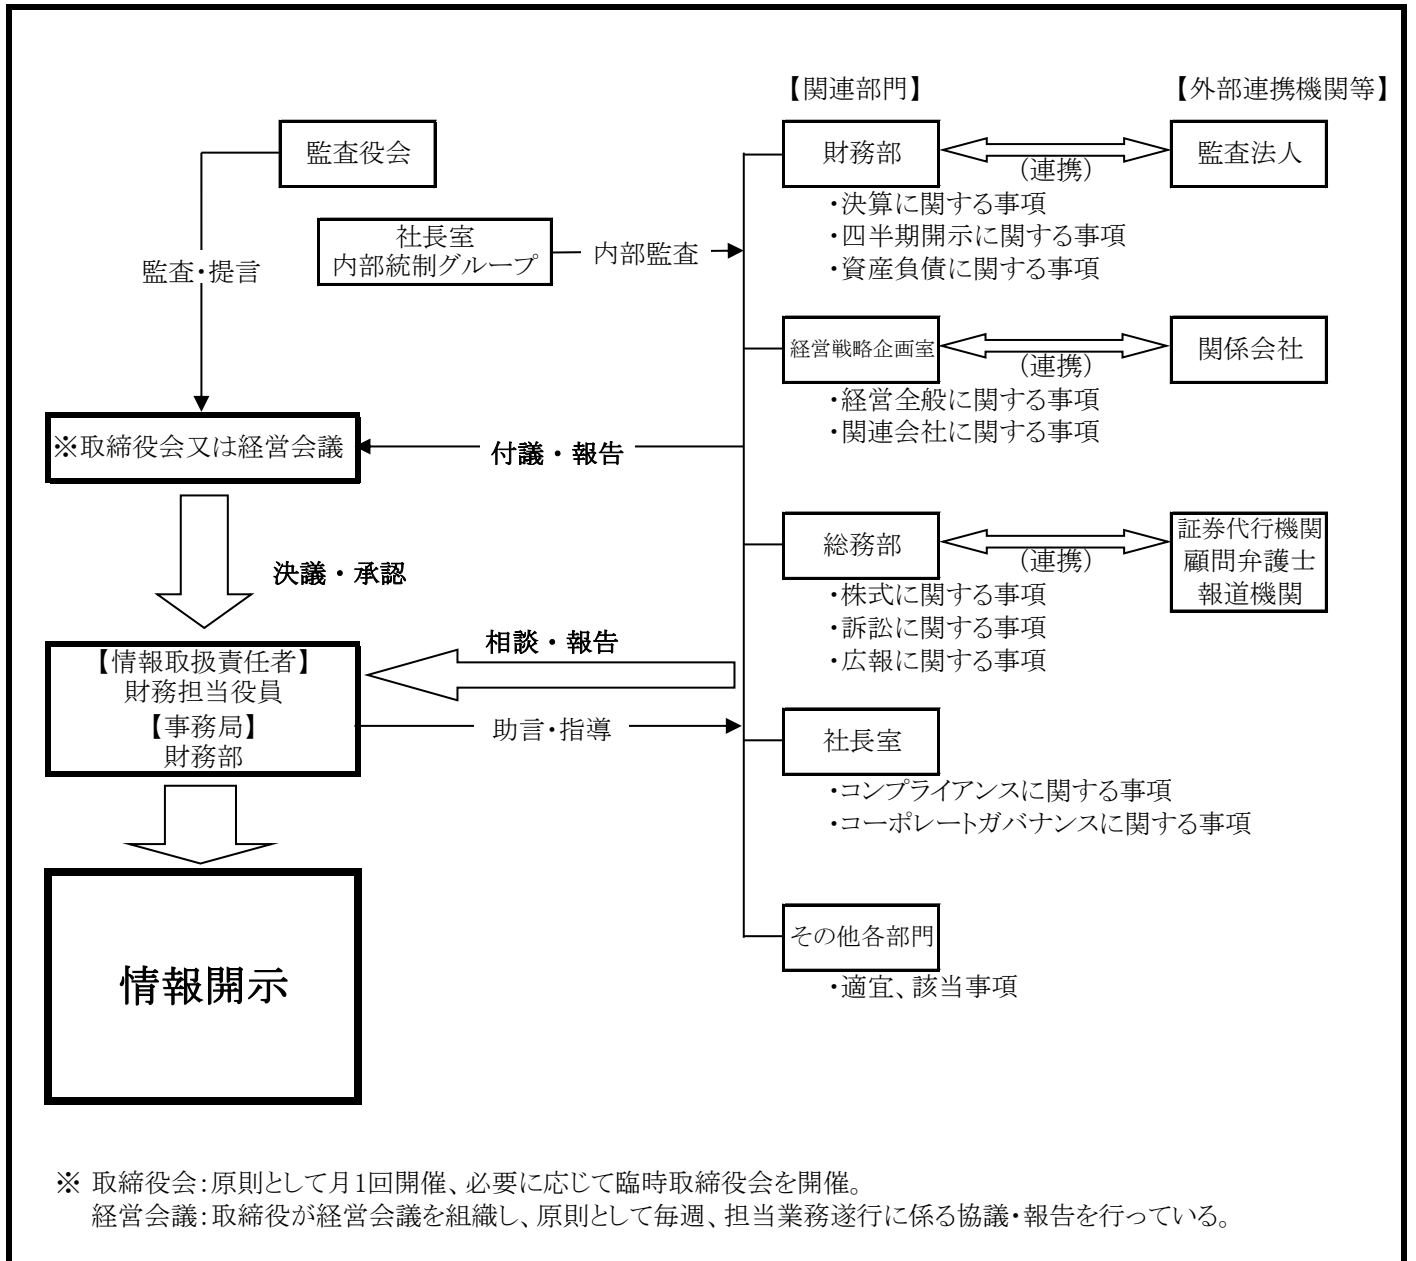 【関連部門】
【外部連携機関等】
監査役会
財務部
(連携)
監査法人
・決算に関する事項
・四半期開示に関する事項
・資産負債に関する事項
社長室
内部統制グループ
内部監査
監査・提言
経営戦略企画室
(連携)
関係会社
・経営全般に関する事項
・関連会社に関する事項
※取締役会又は経営会議
付議・報告
総務部
(連携)
証券代行機関
顧問弁護士
報道機関
・株式に関する事項
・訴訟に関する事項
・広報に関する事項
決議・承認
相談・報告
【情報取扱責任者】
財務担当役員
【事務局】
財務部
助言・指導
社長室
・コンプライアンスに関する事項
・コーポレートガバナンスに関する事項
その他各部門
・適宜、該当事項
情報開示
※ 取締役会:原則として月1回開催、必要に応じて臨時取締役会を開催。
経営会議:取締役が経営会議を組織し、原則として毎週、担当業務遂行に係る協議・報告を行っている。